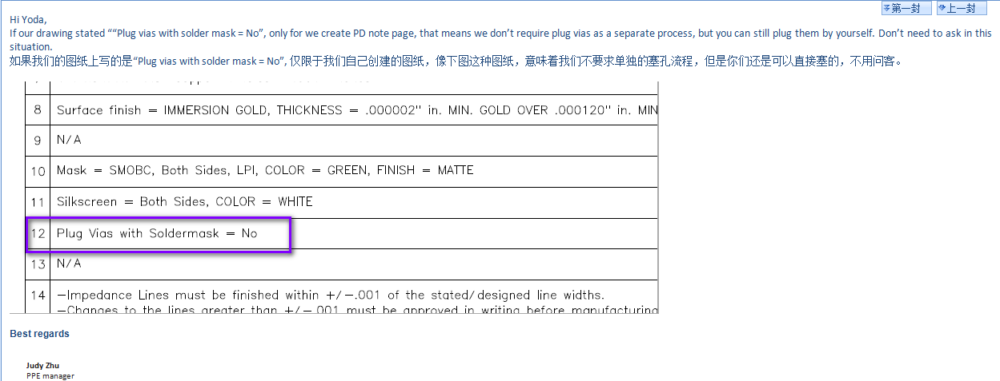 第一封 上一封
Hi Yoda,
If our drawing stated ““Plug vias with solder mask = No”, only for we create PD note page, that means we don’t require plug vias as a separate process, but you can still plug them by yourself. Don’t need to ask in this
situation.
如果我们的图纸上写的是“Plug vias with solder mask = No”, 仅限于我们自己创建的图纸，像下图这种图纸，意味着我们不要求单独的塞孔流程，但是你们还是可以直接塞的，不用问客。
8 Surface finish = IMMERSION GOLD, THICKNESS = .000002" in. MIN. GOLD OVER .000120" in. MIN
9 N/A
10 Mask = SMOBC, Both Sides, LPI, COLOR = GREEN, FINISH = MATTE
11 Silkscreen = Both Sides, COLOR = WHITE
12 Plug Vias with Soldermask = No
13 N/A
14 -Impedance Lines must be finished within +/-.001 of the stated/designed line widths.
-Changes to the lines greater than +/-.001 must be approved in writing before manufacturing
Best regards
Judy Zhu
PPE manager